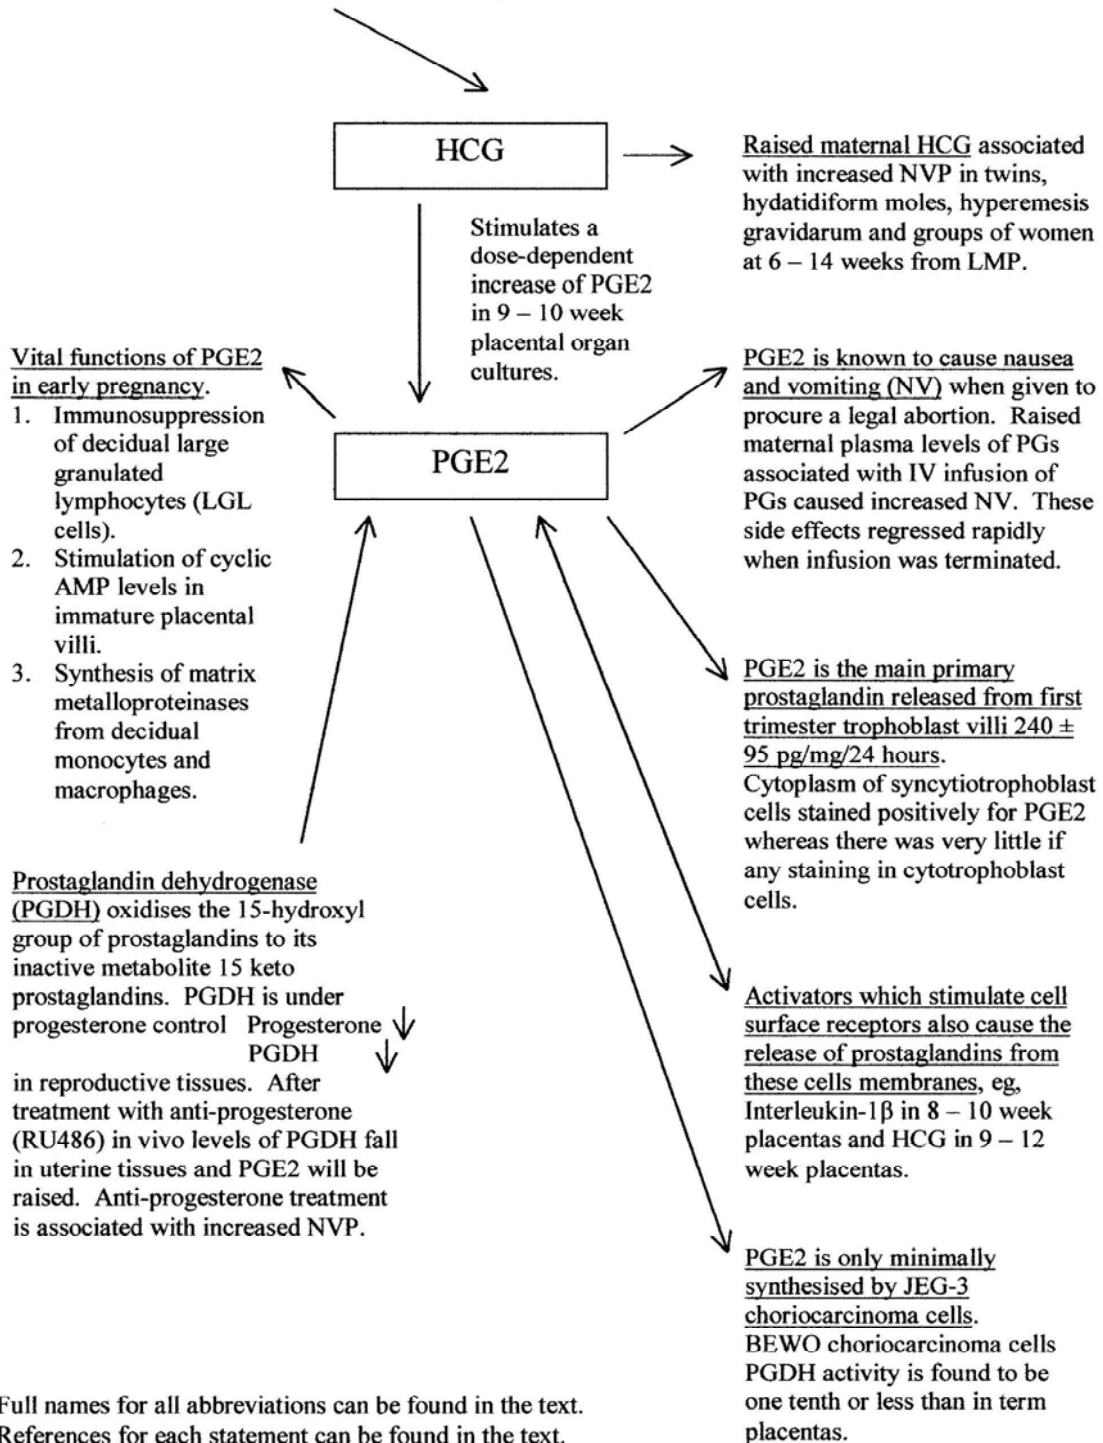 HCG
Raised maternal HCG associated
with increased NVP in twins,
hydatidiform moles, hyperemesis
gravidarum and groups of women
at 6 – 14 weeks from LMP.
Stimulates a
dose-dependent
increase of PGE2
in 9 – 10 week
placental organ
cultures.
Vital functions of PGE2
in early pregnancy.
1. Immunosuppression
of decidual large
granulated
lymphocytes (LGL
cells).
2. Stimulation of cyclic
AMP levels in
immature placental
villi.
3. Synthesis of matrix
metalloproteinases
from decidual
monocytes and
macrophages.
PGE2
PGE2 is known to cause nausea
and vomiting (NV) when given to
procure a legal abortion. Raised
maternal plasma levels of PGs
associated with IV infusion of
PGs caused increased NV. These
side effects regressed rapidly
when infusion was terminated.
PGE2 is the main primary
prostaglandin released from first
trimester trophoblast villi 240 ±
95 pg/mg/24 hours.
Cytoplasm of syncytiotrophoblast
cells stained positively for PGE2
whereas there was very little if
any staining in cytotrophoblast
cells.
Prostaglandin dehydrogenase
(PGDH) oxidises the 15-hydroxyl
group of prostaglandins to its
inactive metabolite 15 keto
prostaglandins. PGDH is under
progesterone control Progesterone ↓
PGDH ↓
in reproductive tissues. After
treatment with anti-progesterone
(RU486) in vivo levels of PGDH fall
in uterine tissues and PGE2 will be
raised. Anti-progesterone treatment
is associated with increased NVP.
Activators which stimulate cell
surface receptors also cause the
release of prostaglandins from
these cells membranes, eg,
Interleukin-1β in 8 – 10 week
placentas and HCG in 9 – 12
week placentas.
PGE2 is only minimally
synthesised by JEG-3
choriocarcinoma cells.
BEWO choriocarcinoma cells
PGDH activity is found to be
one tenth or less than in term
placentas.
Full names for all abbreviations can be found in the text.
References for each statement can be found in the text.